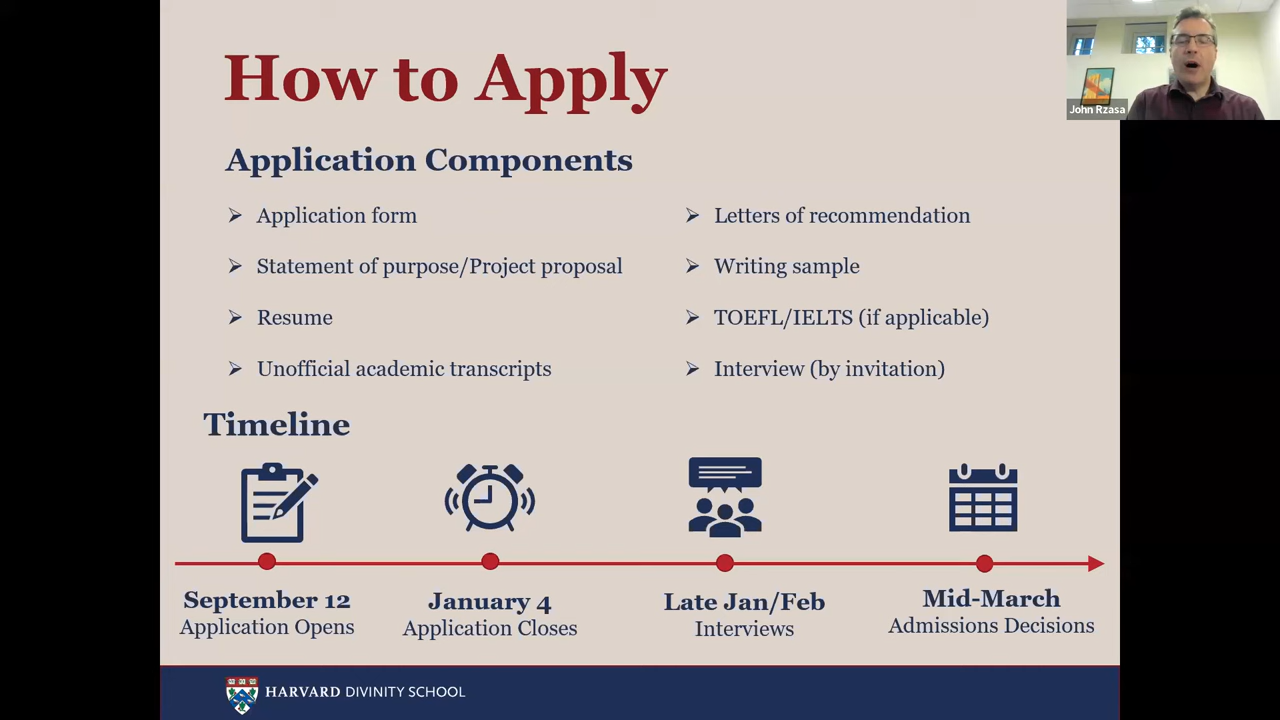 How to Apply
John Rzasa
Application Components
Application form
Statement of purpose/Project proposal
Resume
Unofficial academic transcripts
Letters of recommendation
Writing sample
TOEFL/IELTS (if applicable)
Interview (by invitation)
Timeline
September 12
Application Opens
January 4
Application Closes
Late Jan/Feb
Interviews
Mid-March
Admissions Decisions
HARVARD DIVINITY SCHOOL